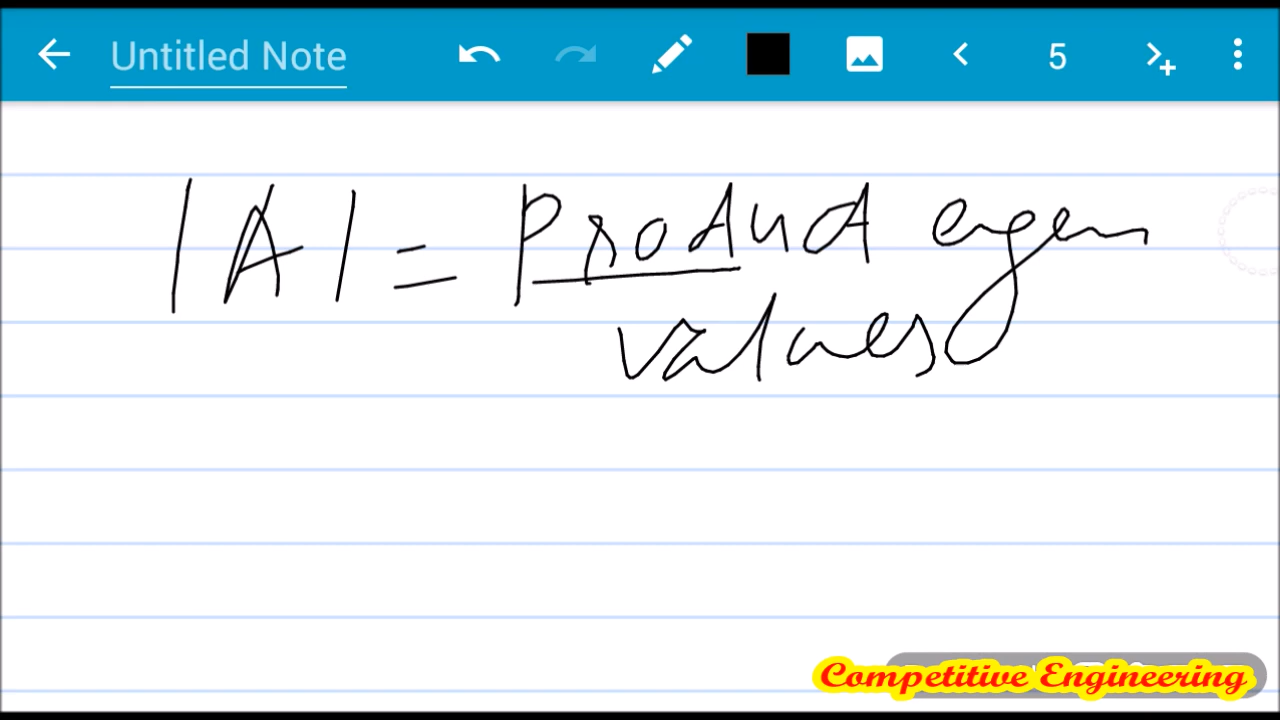 Untitled Note
5
|A| = Product eigen
values
Competitive Engineering